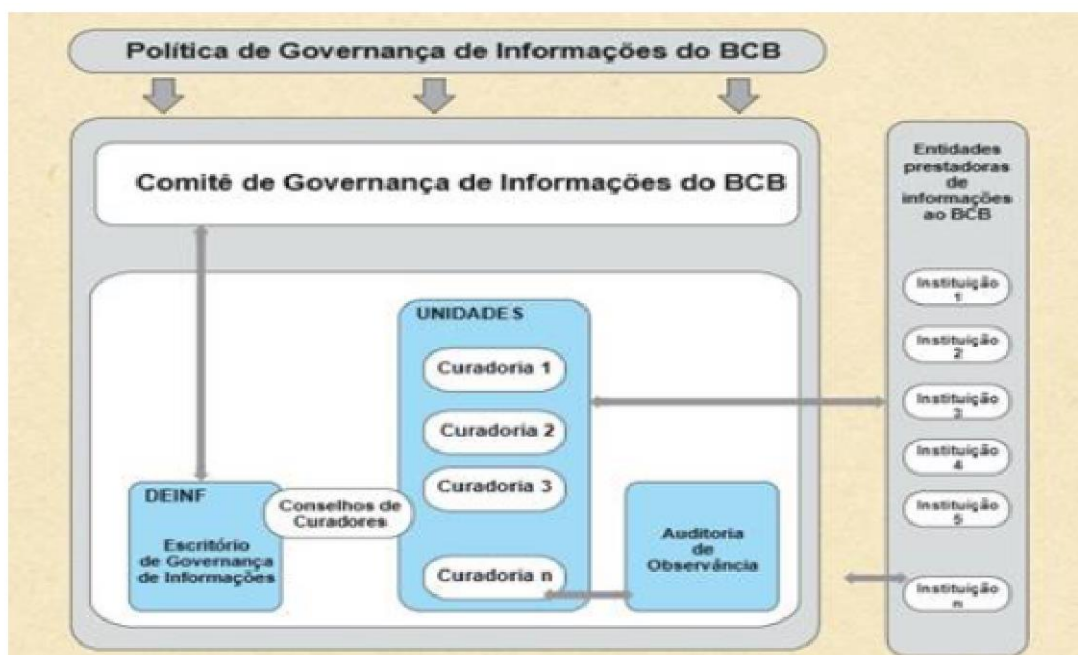 Política de Governança de Informações do BCB
Comitê de Governança de Informações do BCB
UNIDADES
Curadoria 1
Curadoria 2
Curadoria 3
Curadoria n
DEINF
Escritório
de Governança
de Informações
Conselhos de
Curadores
Auditoria
de
Observância
Entidades
prestadoras
de
informações
ao BCB
Instituição
1
Instituição
2
Instituição
3
Instituição
4
Instituição
5
Instituição
n